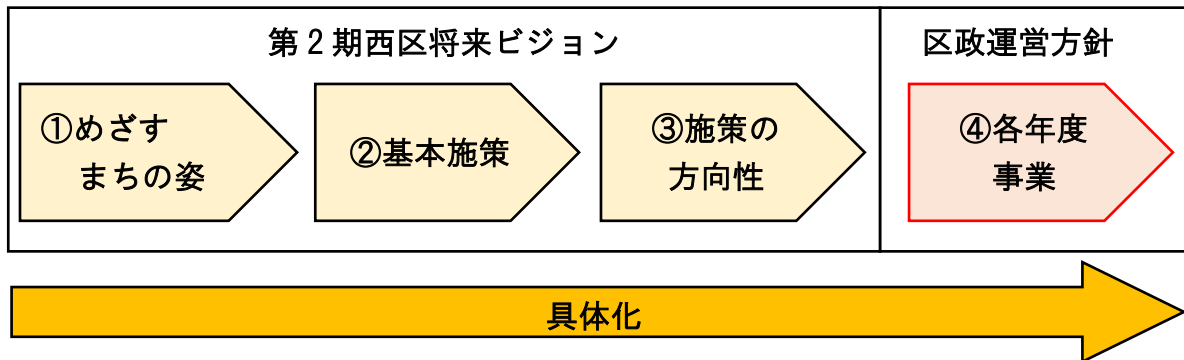 第２期西区将来ビジョン
区政運営方針
①めざす
まちの姿
②基本施策
③施策の
方向性
④各年度
事業
具体化